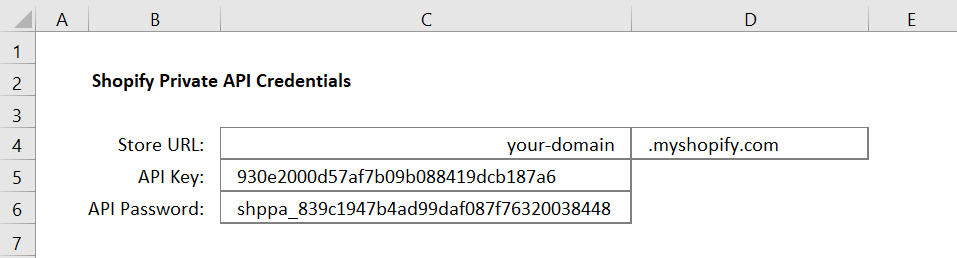 A B C D E
1
2 Shopify Private API Credentials
3
4 Store URL: your-domain .myshopify.com
5 API Key: 930e2000d57af7b09b088419dcb187a6
6 API Password: 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
7